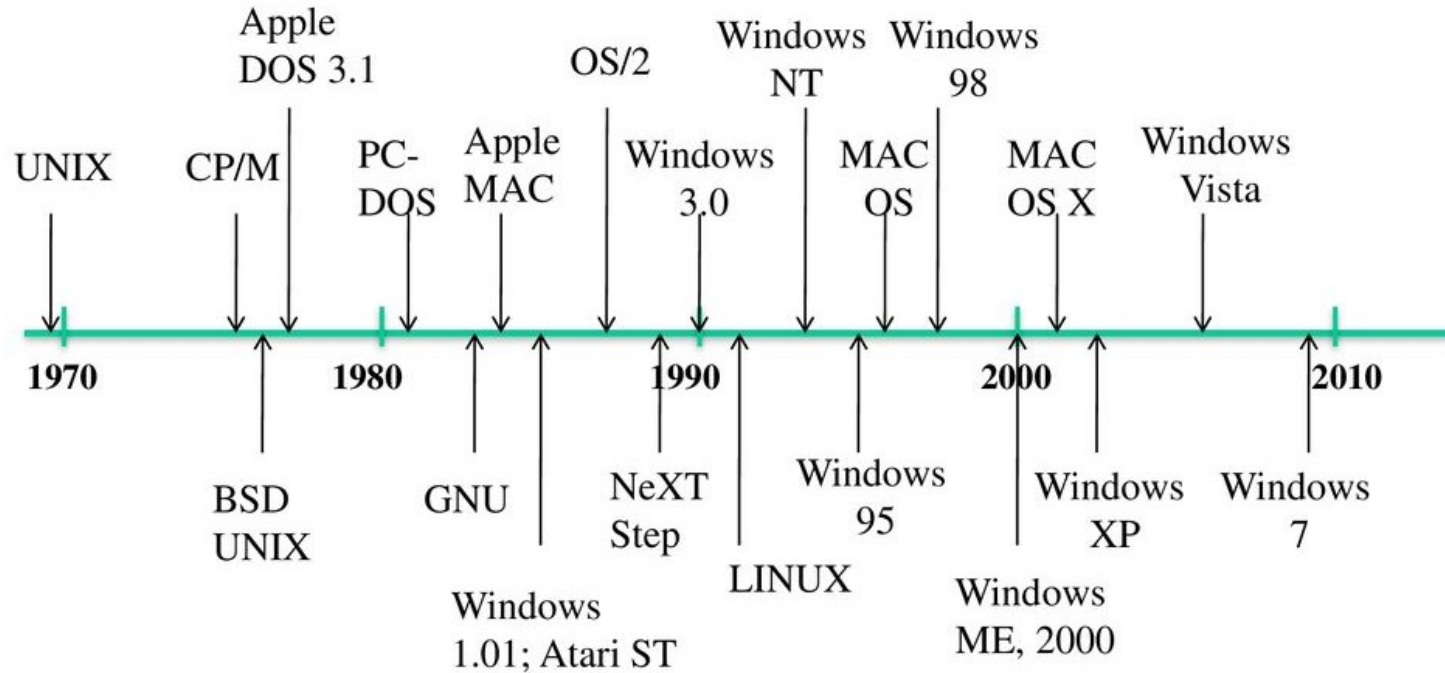 Apple
DOS 3.1
OS/2
Windows
NT
Windows
98
UNIX
CP/M
PC-
DOS
Apple
MAC
Windows
3.0
MAC
OS
MAC
OS X
Windows
Vista
1970
1980
1990
2000
2010
BSD
UNIX
GNU
NeXT
Step
Windows
95
Windows
XP
Windows
7
Windows
1.01; Atari ST
LINUX
Windows
ME, 2000